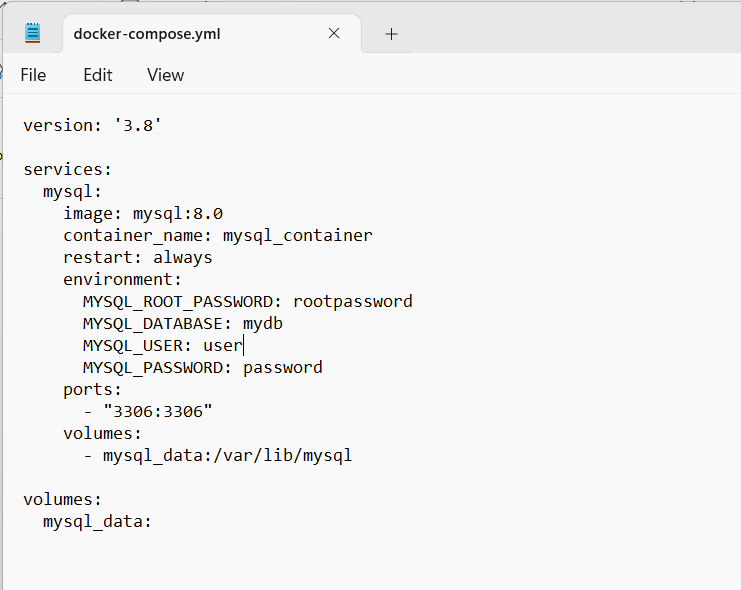 docker-compose.yml
File Edit View
version: '3.8'

services:
  mysql:
    image: mysql:8.0
    container_name: mysql_container
    restart: always
    environment:
      MYSQL_ROOT_PASSWORD: rootpassword
      MYSQL_DATABASE: mydb
      MYSQL_USER: user
      MYSQL_PASSWORD: password
    ports:
      - "3306:3306"
    volumes:
      - mysql_data:/var/lib/mysql

volumes:
  mysql_data: